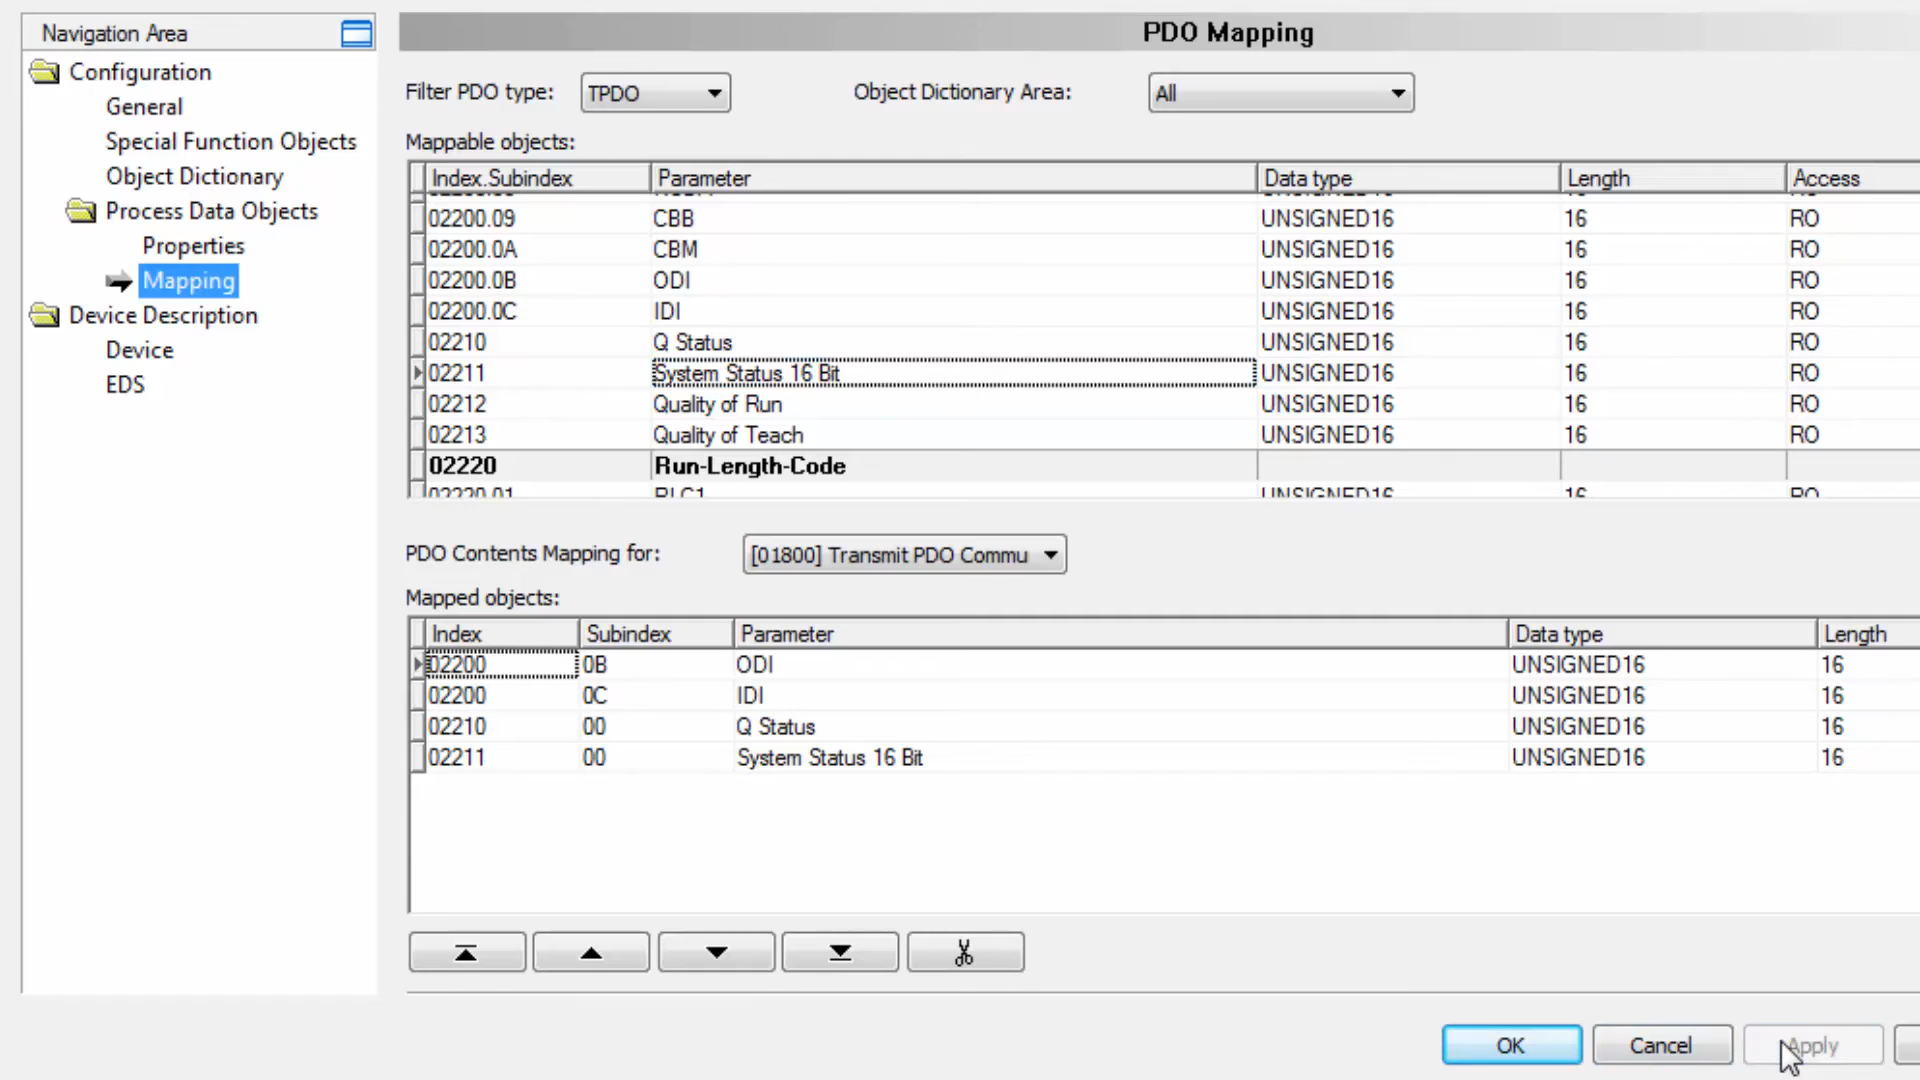 Navigation Area
Configuration
General
Special Function Objects
Object Dictionary
Process Data Objects
Properties
Mapping
Device Description
Device
EDS
PDO Mapping
Filter PDO type: TPDO Object Dictionary Area: All
Mappable objects:
Index.Subindex Parameter Data type Length Access
02200.09 CBB UNSIGNED16 16 RO
02200.0A CBM UNSIGNED16 16 RO
02200.0B ODI UNSIGNED16 16 RO
02200.0C IDI UNSIGNED16 16 RO
02210 Q Status UNSIGNED16 16 RO
02211 System Status 16 Bit UNSIGNED16 16 RO
02212 Quality of Run UNSIGNED16 16 RO
02213 Quality of Teach UNSIGNED16 16 RO
02220 Run-Length-Code
02220.01 RLC1 UNSIGNED16 16 RO
PDO Contents Mapping for: [01800] Transmit PDO Commu
Mapped objects:
Index Subindex Parameter Data type Length
02200 0B ODI UNSIGNED16 16
02200 0C IDI UNSIGNED16 16
02210 00 Q Status UNSIGNED16 16
02211 00 System Status 16 Bit UNSIGNED16 16
OK Cancel Apply